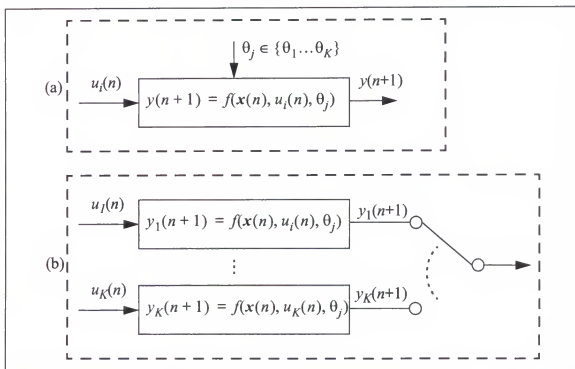 θj ∈ {θ1…θK}
(a) ui(n) y(n + 1) = f(x(n), ui(n), θj) y(n+1)
u1(n) y1(n + 1) = f(x(n), ui(n), θj) y1(n+1)
(b) ⋮
uK(n) yK(n + 1) = f(x(n), uK(n), θj) yK(n+1)